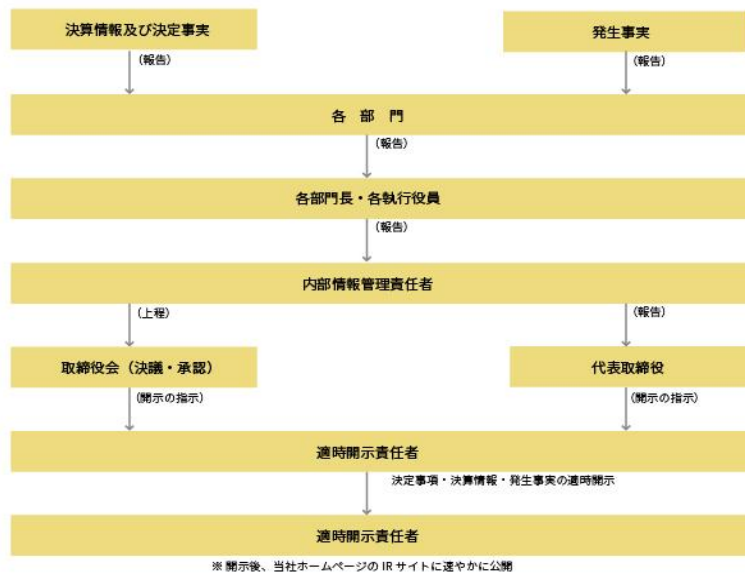 決算情報及び決定事実
発生事実
(報告)
(報告)
各　部　門
(報告)
各部門長・各執行役員
(報告)
内部情報管理責任者
(上程)
(報告)
取締役会（決議・承認）
代表取締役
(開示の指示)
(開示の指示)
適時開示責任者
決定事項・決算情報・発生事実の適時開示
適時開示責任者
※ 開示後、当社ホームページの IR サイトに速やかに公開